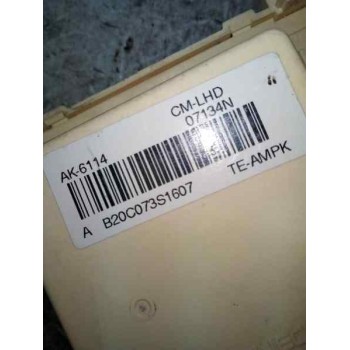 CM-LHD
07134N
AK-6114
TE-AMPK
A B20C073S1607